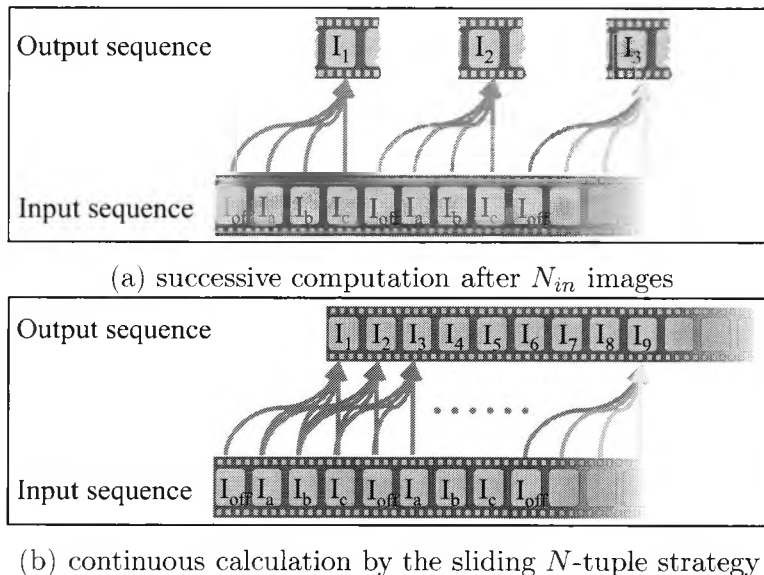 Output sequence I1 I2 I3
Input sequence Ioff Ia Ib Ic Ioff Ia Ib Ic Ioff
(a) successive computation after Nin images
Output sequence I1 I2 I3 I4 I5 I6 I7 I8 I9
......
Input sequence Ioff Ia Ib Ic Ioff Ia Ib Ic Ioff
(b) continuous calculation by the sliding N-tuple strategy